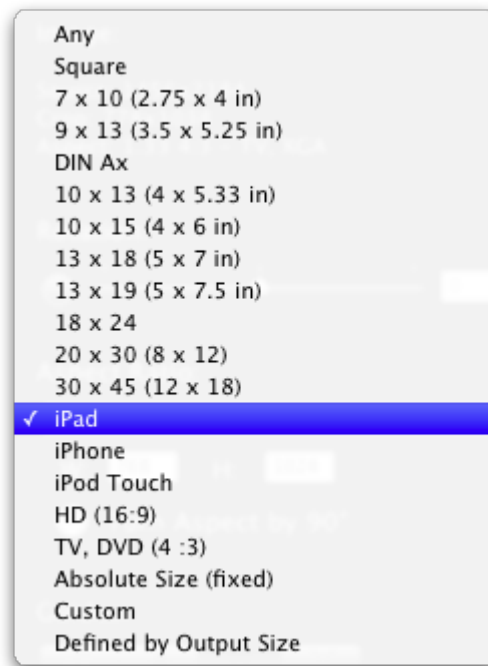 Any
Square
7 x 10 (2.75 x 4 in)
9 x 13 (3.5 x 5.25 in)
DIN Ax
10 x 13 (4 x 5.33 in)
10 x 15 (4 x 6 in)
13 x 18 (5 x 7 in)
13 x 19 (5 x 7.5 in)
18 x 24
20 x 30 (8 x 12)
30 x 45 (12 x 18)
✓ iPad
iPhone
iPod Touch
HD (16:9)
TV, DVD (4 :3)
Absolute Size (fixed)
Custom
Defined by Output Size